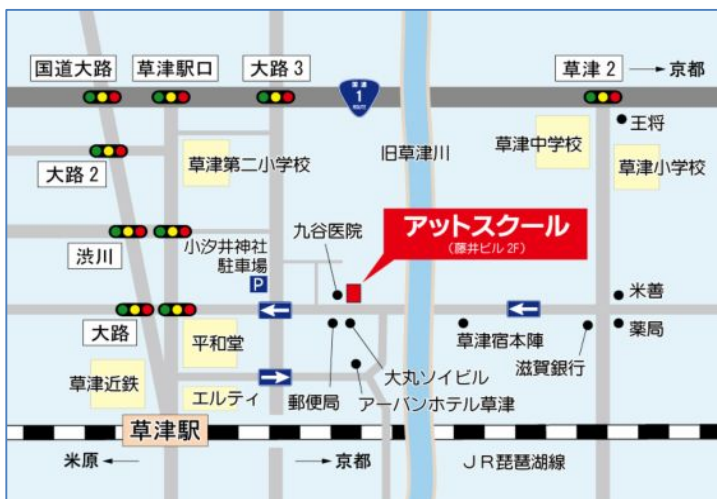 国道大路
草津駅口
大路 3
国道
1
ROUTE
草津 2
京都
王将
大路 2
草津第二小学校
旧草津川
草津中学校
草津小学校
渋川
小汐井神社
駐車場
P
九谷医院
アットスクール
(藤井ビル 2F)
米善
大路
平和堂
草津宿本陣
薬局
滋賀銀行
草津近鉄
エルティ
郵便局
大丸ソイビル
アーバンホテル草津
草津駅
米原
京都
JR琵琶湖線